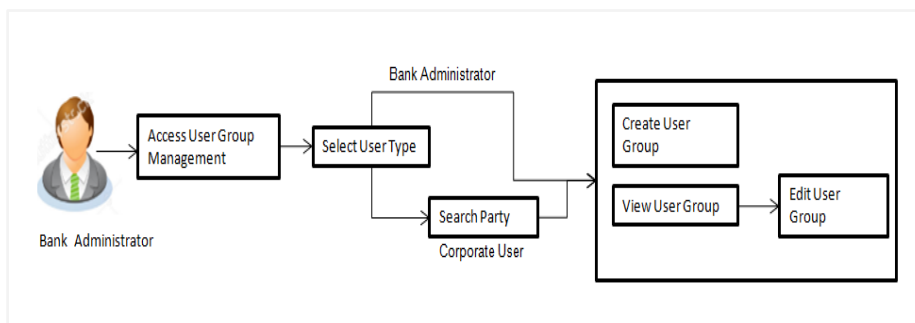 Bank Administrator
Access User Group
Management
Select User Type
Bank Administrator
Search Party
Corporate User
Create User
Group
View User Group
Edit User
Group